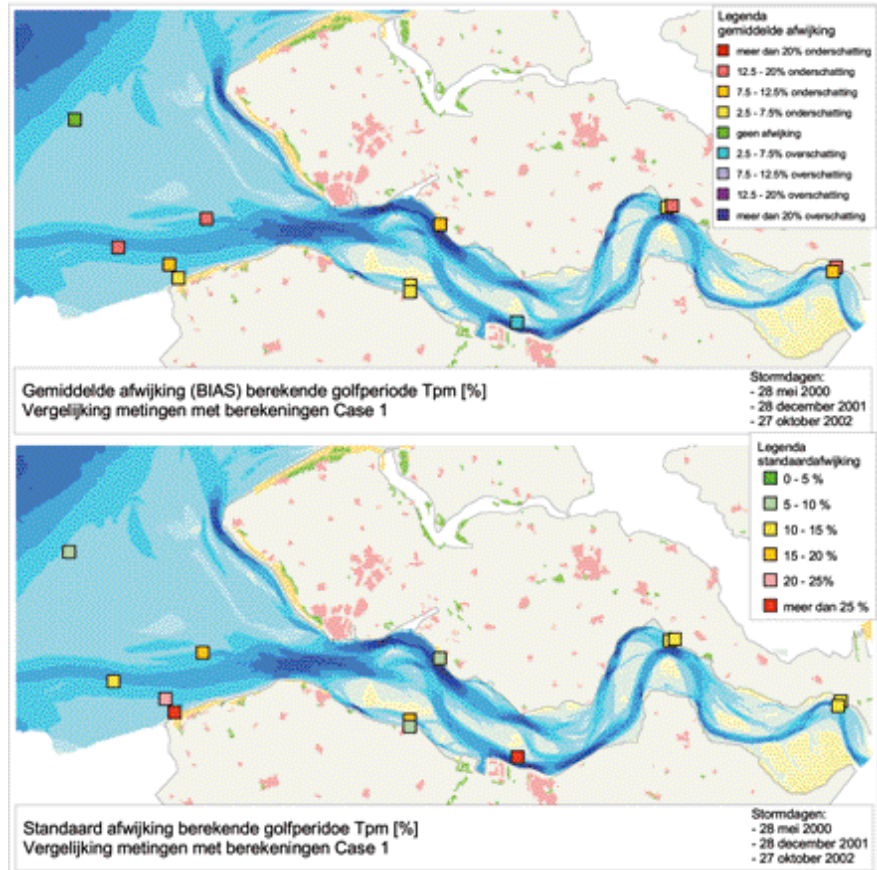 Legenda
gemiddelde afwijking
meer dan 20% onderschatting
12.5 - 20% onderschatting
7.5 - 12.5% onderschatting
2.5 - 7.5% onderschatting
geen afwijking
2.5 - 7.5% overschatting
7.5 - 12.5% overschatting
12.5 - 20% overschatting
meer dan 20% overschatting
Gemiddelde afwijking (BIAS) berekende golfperiode Tpm [%]
Vergelijking metingen met berekeningen Case 1
Stormdagen:
- 28 mei 2000
- 28 december 2001
- 27 oktober 2002
Legenda
standaardafwijking
0 - 5 %
5 - 10 %
10 - 15 %
15 - 20 %
20 - 25%
meer dan 25 %
Standaard afwijking berekende golfperidoe Tpm [%]
Vergelijking metingen met berekeningen Case 1
Stormdagen:
- 28 mei 2000
- 28 december 2001
- 27 oktober 2002